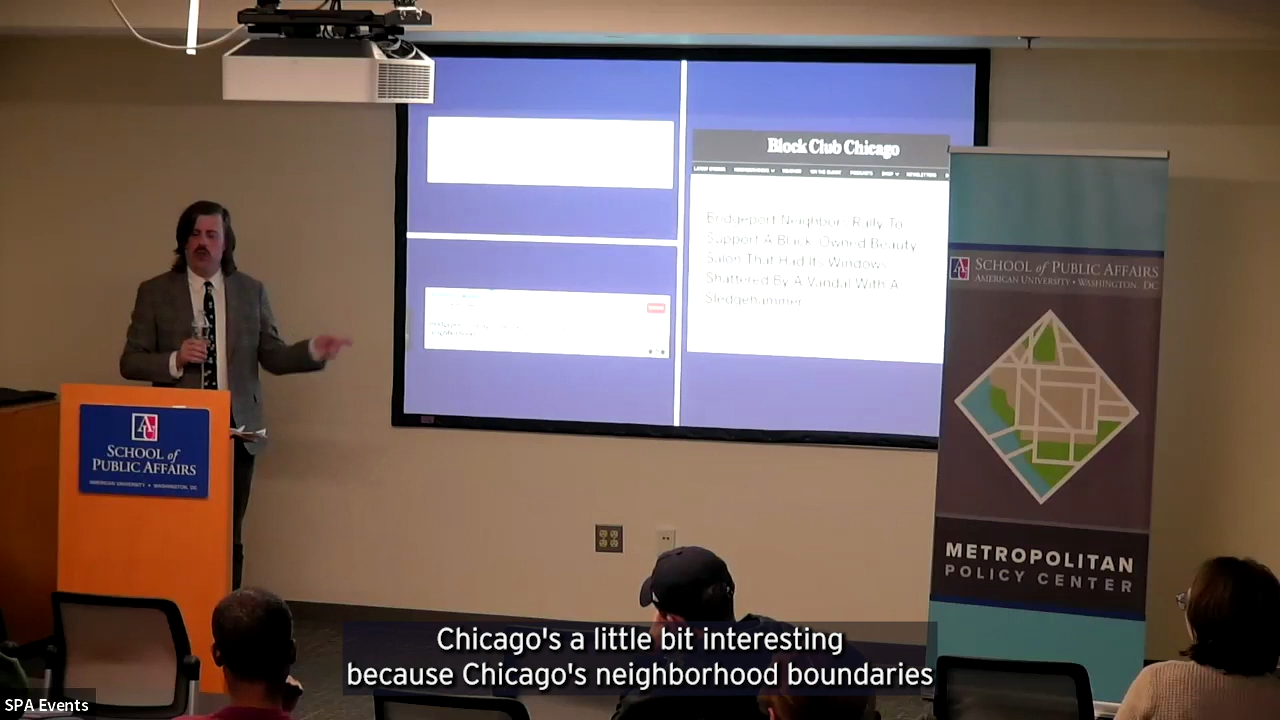 Block Club Chicago
Bridgeport Neighbor Rally To
Support A Black-Owned Beauty
Salon That Had Its Windows
Shattered By A Vandal With A
Sledgehammer
SCHOOL of PUBLIC AFFAIRS
AMERICAN UNIVERSITY • WASHINGTON, DC
METROPOLITAN
POLICY CENTER
SCHOOL of
PUBLIC AFFAIRS
AMERICAN UNIVERSITY • WASHINGTON, DC
Chicago's a little bit interesting
because Chicago's neighborhood boundaries
SPA Events